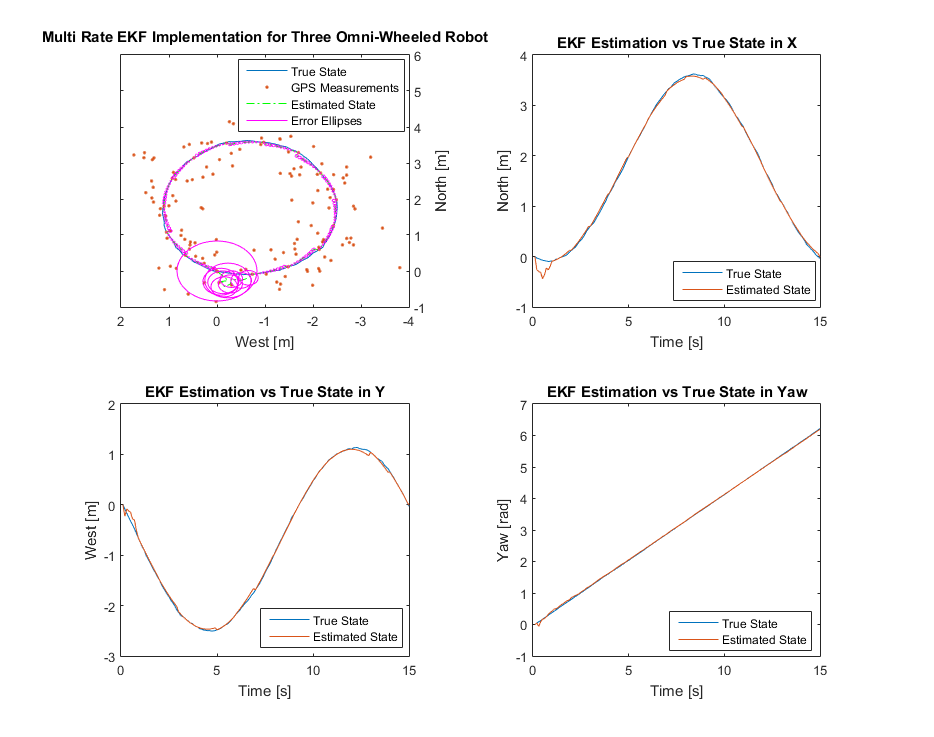 Multi Rate EKF Implementation for Three Omni-Wheeled Robot
True State
GPS Measurements
Estimated State
Error Ellipses
6
5
4
3
2
1
0
-1
North [m]
2
1
0
-1
-2
-3
-4
West [m]
EKF Estimation vs True State in X
4
3
2
1
0
-1
North [m]
True State
Estimated State
0
5
10
15
Time [s]
EKF Estimation vs True State in Y
2
1
0
-1
-2
-3
West [m]
True State
Estimated State
0
5
10
15
Time [s]
EKF Estimation vs True State in Yaw
7
6
5
4
3
2
1
0
-1
Yaw [rad]
True State
Estimated State
0
5
10
15
Time [s]